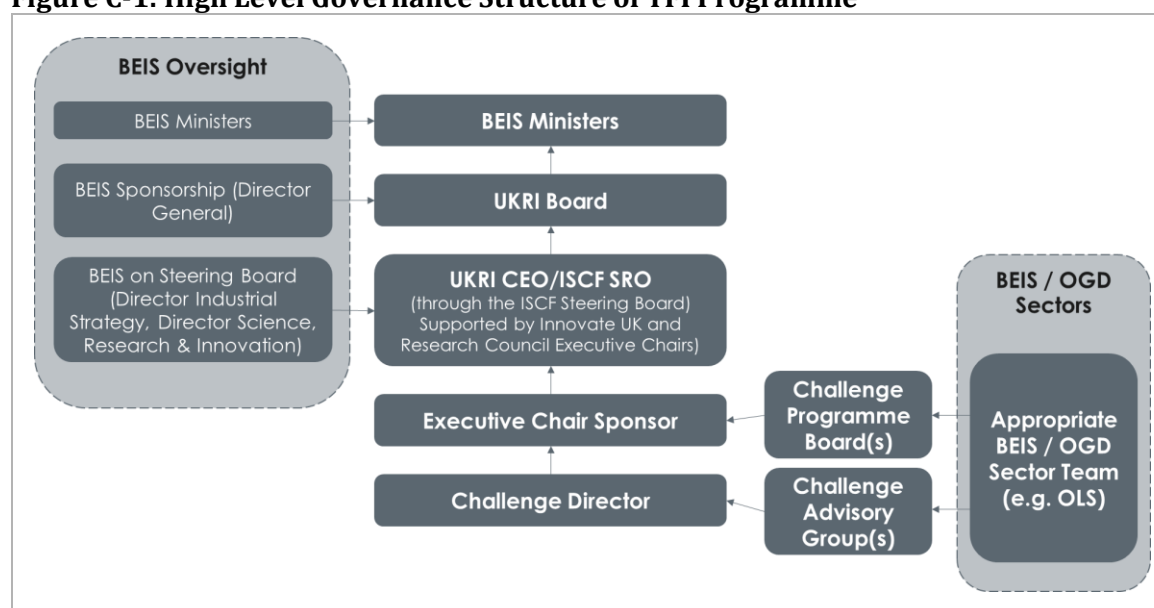 BEIS Oversight
BEIS Ministers
BEIS Sponsorship (Director
General)
BEIS on Steering Board
(Director Industrial
Strategy, Director Science,
Research & Innovation)
BEIS Ministers
UKRI Board
UKRI CEO/ISCF SRO
(through the ISCF Steering Board)
Supported by Innovate UK and
Research Council Executive Chairs)
Executive Chair Sponsor
Challenge Director
Challenge
Programme
Board(s)
Challenge
Advisory
Group(s)
BEIS / OGD
Sectors
Appropriate
BEIS / OGD
Sector Team
(e.g. OLS)